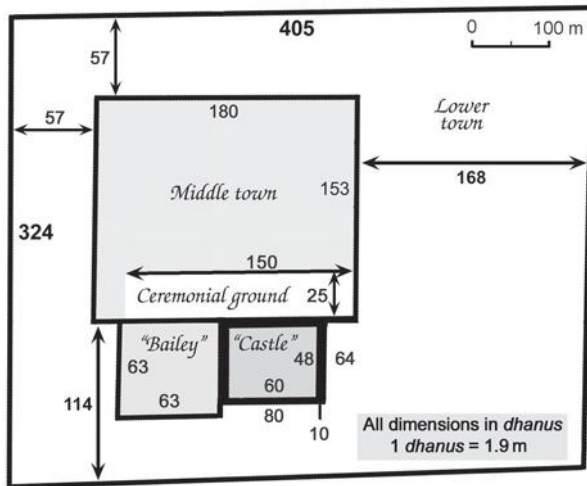 405
0 100 m
57
57
180
Lower
town
168
Middle town
153
324
150
Ceremonial ground
25
"Bailey"
"Castle"
63
48
64
63
60
114
80
10
All dimensions in dhanus
1 dhanus = 1.9 m